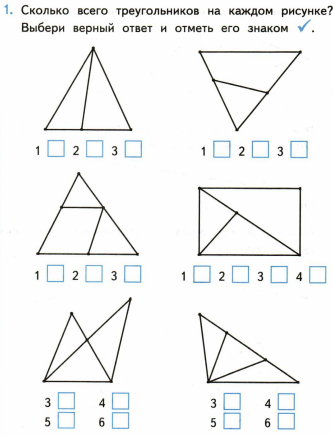 1. Сколько всего треугольников на каждом рисунке?
Выбери верный ответ и отметь его знаком ✓.
1 2 3
1 2 3
1 2 3
1 2 3 4
3 4
5 6
3 4
5 6